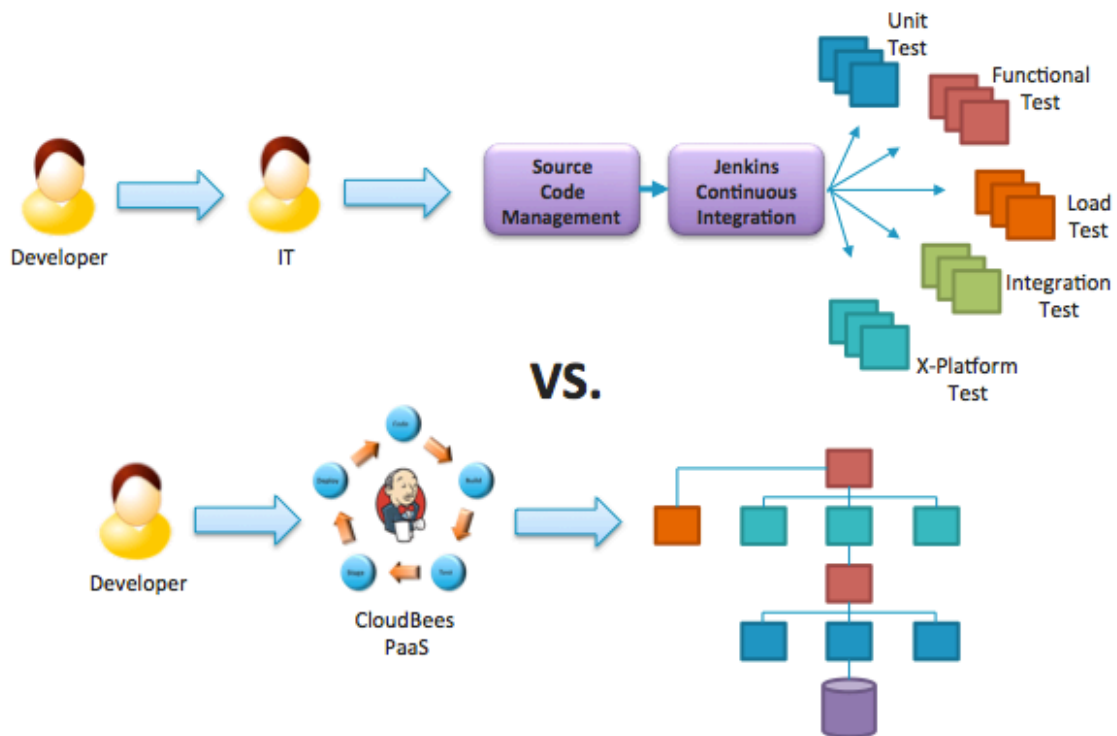 Unit
Test
Functional
Test
Source
Code
Management
Jenkins
Continuous
Integration
Load
Test
Developer
IT
Integration
Test
X-Platform
Test
VS.
Code
Deploy
Build
Stage
Test
Developer
CloudBees
PaaS